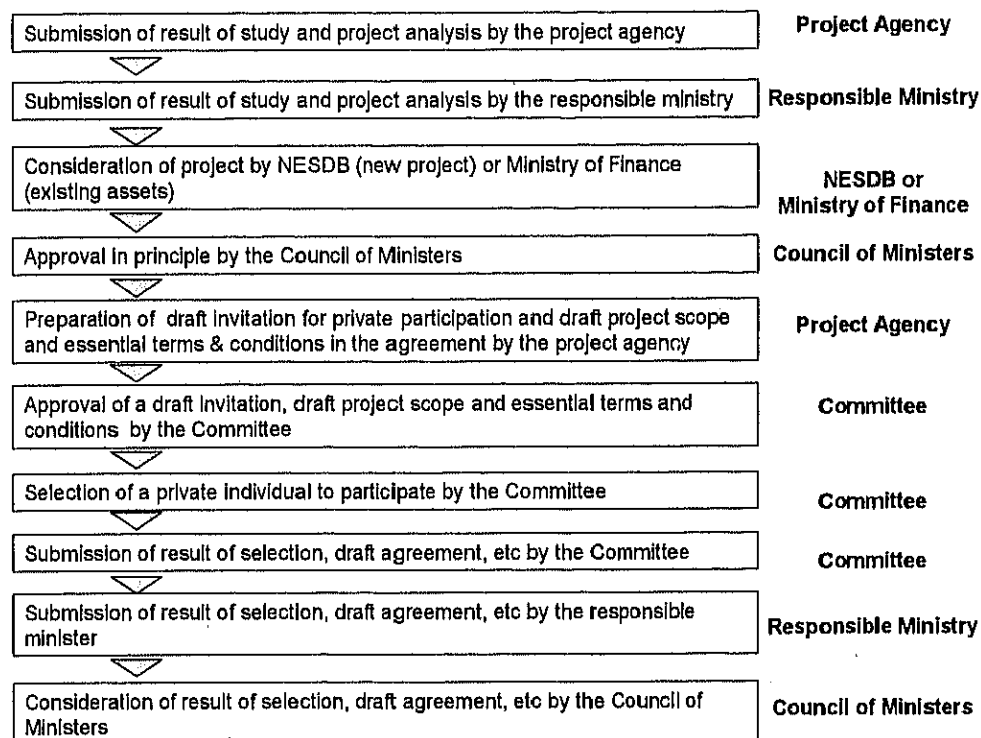 Submission of result of study and project analysis by the project agency
Project Agency
Submission of result of study and project analysis by the responsible ministry
Responsible Ministry
Consideration of project by NESDB (new project) or Ministry of Finance
(existing assets)
NESDB or
Ministry of Finance
Approval in principle by the Council of Ministers
Council of Ministers
Preparation of draft invitation for private participation and draft project scope
and essential terms & conditions in the agreement by the project agency
Project Agency
Approval of a draft invitation, draft project scope and essential terms and
conditions by the Committee
Committee
Selection of a private individual to participate by the Committee
Committee
Submission of result of selection, draft agreement, etc by the Committee
Committee
Submission of result of selection, draft agreement, etc by the responsible
minister
Responsible Ministry
Consideration of result of selection, draft agreement, etc by the Council of
Ministers
Council of Ministers